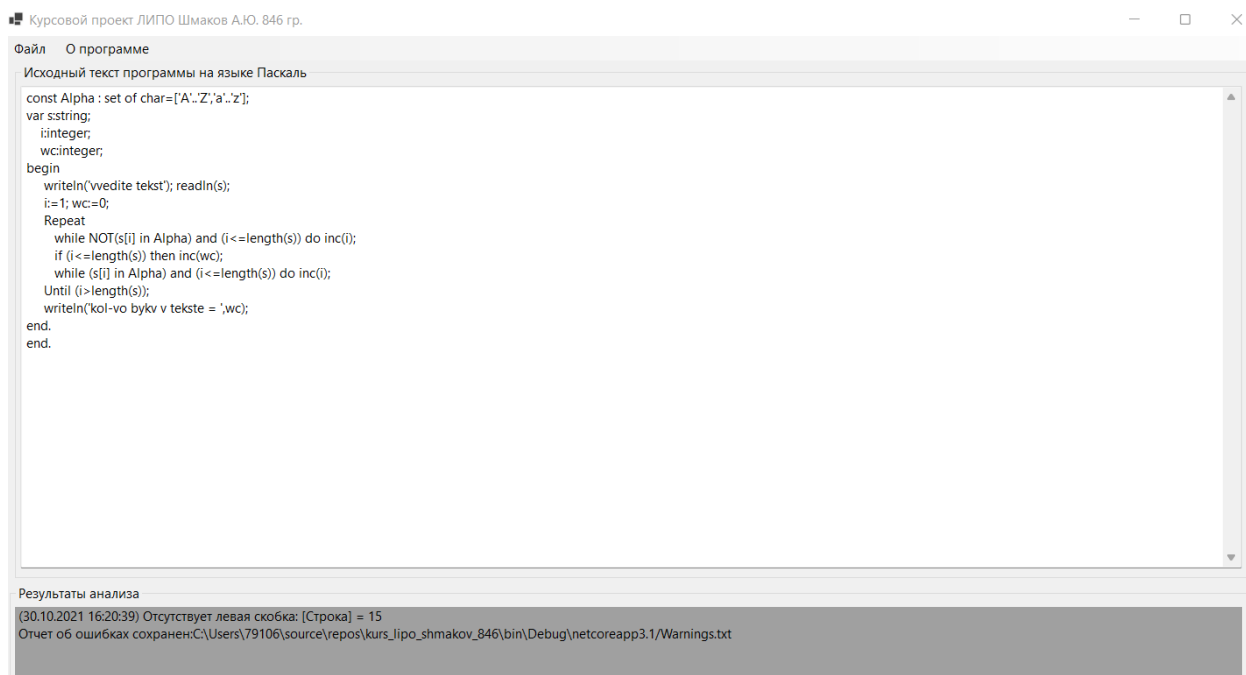 Курсовой проект ЛИПО Шмаков А.Ю. 846 гр.
Файл О программе
Исходный текст программы на языке Паскаль
const Alpha : set of char=['A'..'Z','a'..'z'];
var s:string;
i:integer;
wc:integer;
begin
writeln('vvedite tekst'); readln(s);
i:=1; wc:=0;
Repeat
while NOT(s[i] in Alpha) and (i<=length(s)) do inc(i);
if (i<=length(s)) then inc(wc);
while (s[i] in Alpha) and (i<=length(s)) do inc(i);
Until (i>length(s));
writeln('kol-vo bykv v tekste = ',wc);
end.
end.
Результаты анализа
(30.10.2021 16:20:39) Отсутствует левая скобка: [Строка] = 15
Отчет об ошибках сохранен:C:\Users\79106\source\repos\kurs_lipo_shmakov_846\bin\Debug\netcoreapp3.1/Warnings.txt